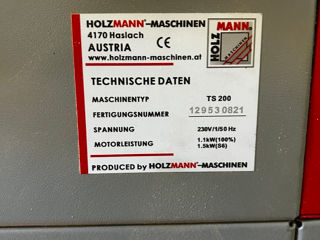 HOLZMANN®-MASCHINEN
4170 Haslach
AUSTRIA CE
www.holzmann-maschinen.at
HOLZ MANN®
MASCHINEN
TECHNISCHE DATEN
MASCHINENTYP TS 200
FERTIGUNGSNUMMER 129530821
SPANNUNG 230V/1/50 Hz
MOTORLEISTUNG 1.1kW(100%)
1.5kW(S6)
PRODUCED by HOLZMANN®-MASCHINEN